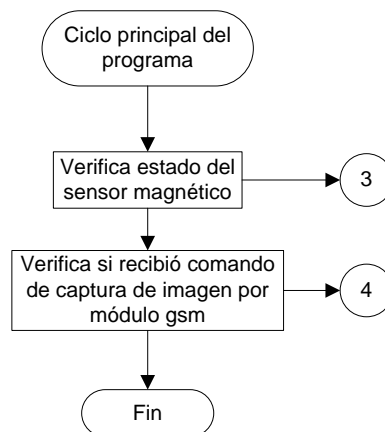 Ciclo principal del
programa
Verifica estado del
sensor magnético
3
Verifica si recibió comando
de captura de imagen por
módulo gsm
4
Fin